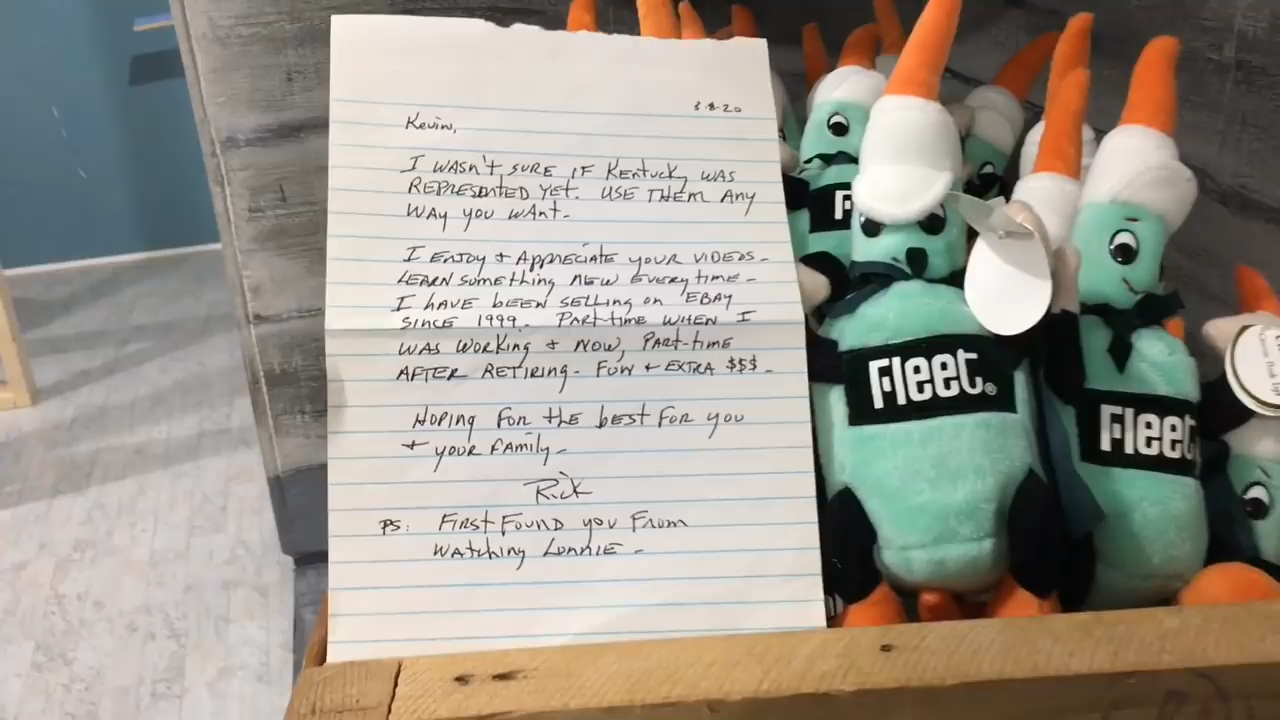 3-8-20
Kevin,
I WASN'T SURE IF Kentucky WAS
REPRESENTED YET. USE THEM ANY
WAY YOU WANT-
I ENJOY + APPRECIATE YOUR VIDEOS-
LEARN SOMETHING NEW EVERYTIME-
I HAVE BEEN SELLING ON EBAY
SINCE 1999. PART-TIME WHEN I
WAS WORKING + NOW, PART-TIME
AFTER RETIRING- FUN + EXTRA $$$-
HOPING FOR THE BEST FOR YOU
+ YOUR FAMILY-
Rick
PS: FIRST FOUND YOU FROM
WATCHING LONNIE-
Fleet®
Fleet